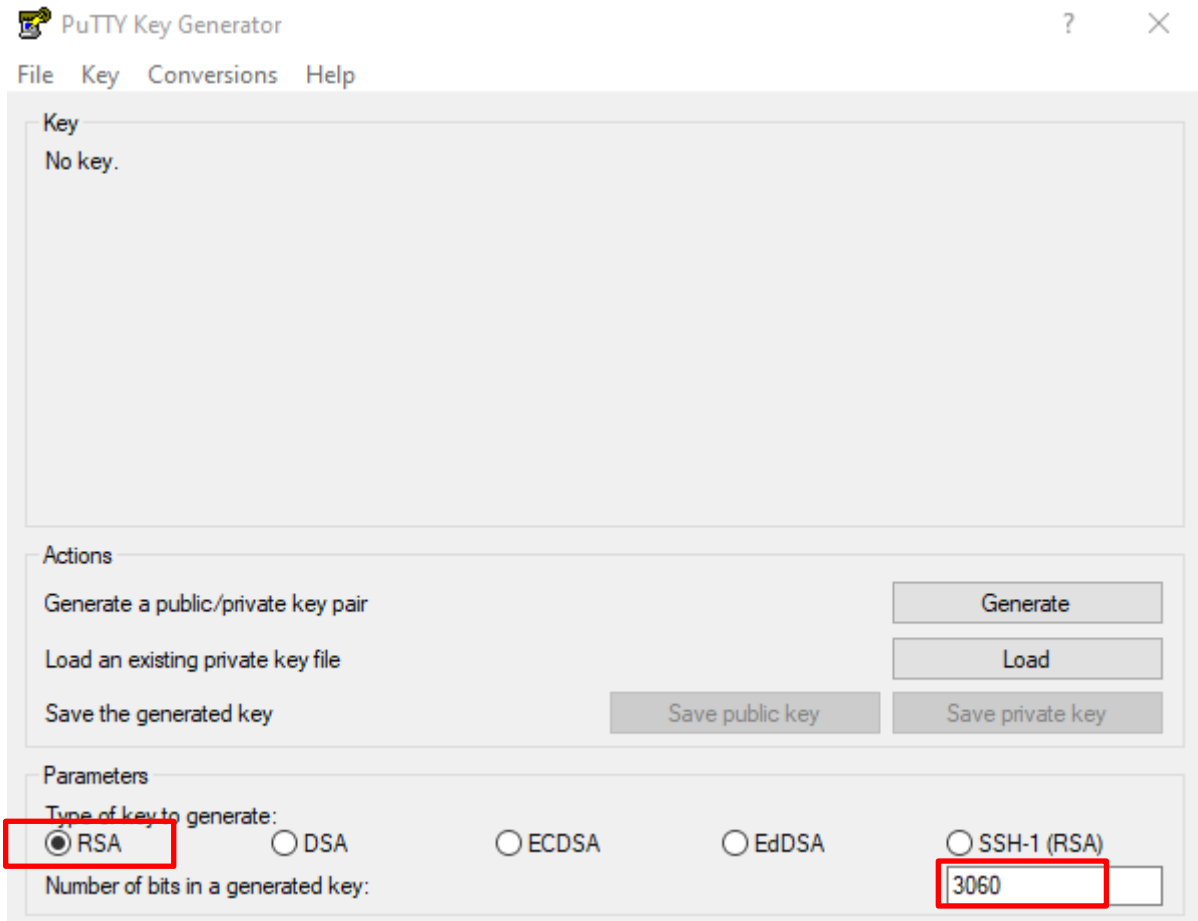 PuTTY Key Generator ?
File Key Conversions Help
Key
No key.
Actions
Generate a public/private key pair Generate
Load an existing private key file Load
Save the generated key Save public key Save private key
Parameters
Type of key to generate:
RSA DSA ECDSA EdDSA SSH-1 (RSA)
Number of bits in a generated key: 3060